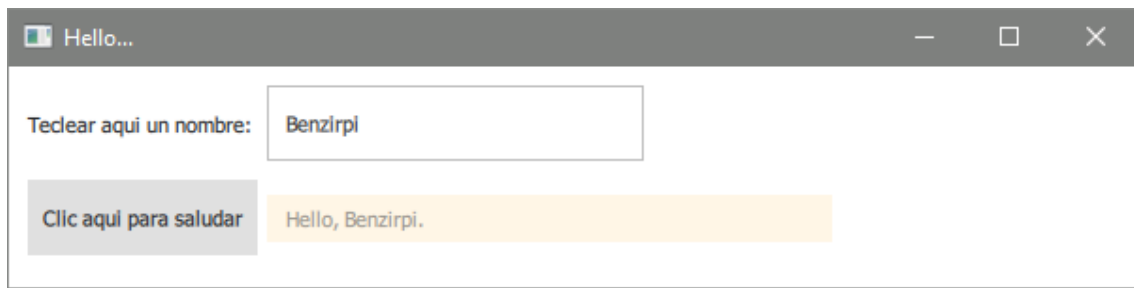 Hello...
Teclear aqui un nombre: Benzirpi
Clic aqui para saludar Hello, Benzirpi.